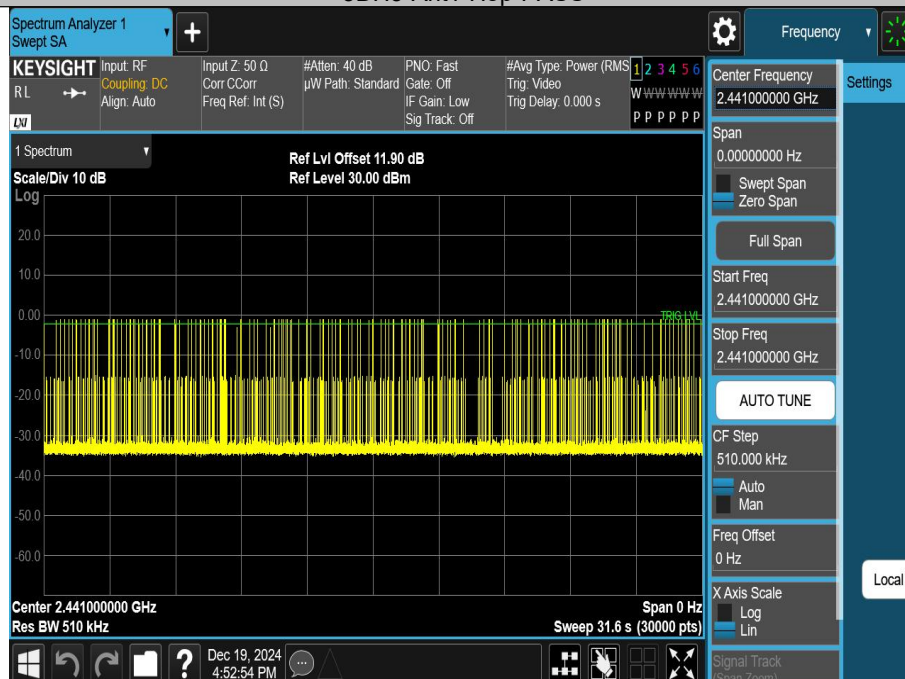 Spectrum Analyzer 1
Swept SA
Frequency
KEYSIGHT
RL
LXI
Input: RF
Coupling: DC
Align: Auto
Input Z: 50 Ω
Corr CCorr
Freq Ref: Int (S)
#Atten: 40 dB
µW Path: Standard
PNO: Fast
Gate: Off
IF Gain: Low
Sig Track: Off
#Avg Type: Power (RMS
Trig: Video
Trig Delay: 0.000 s
1 2 3 4 5 6
W W W W W W
P P P P P P
1 Spectrum
Scale/Div 10 dB
Ref Lvl Offset 11.90 dB
Ref Level 30.00 dBm
Log
20.0
10.0
0.00
TRIG LVL
-10.0
-20.0
-30.0
-40.0
-50.0
-60.0
Center 2.441000000 GHz
Span 0 Hz
Res BW 510 kHz
Sweep 31.6 s (30000 pts)
Center Frequency
2.441000000 GHz
Settings
Span
0.00000000 Hz
Swept Span
Zero Span
Full Span
Start Freq
2.441000000 GHz
Stop Freq
2.441000000 GHz
AUTO TUNE
CF Step
510.000 kHz
Auto
Man
Freq Offset
0 Hz
Local
X Axis Scale
Log
Lin
Signal Track
(Span Zoom)
?
Dec 19, 2024
4:52:54 PM